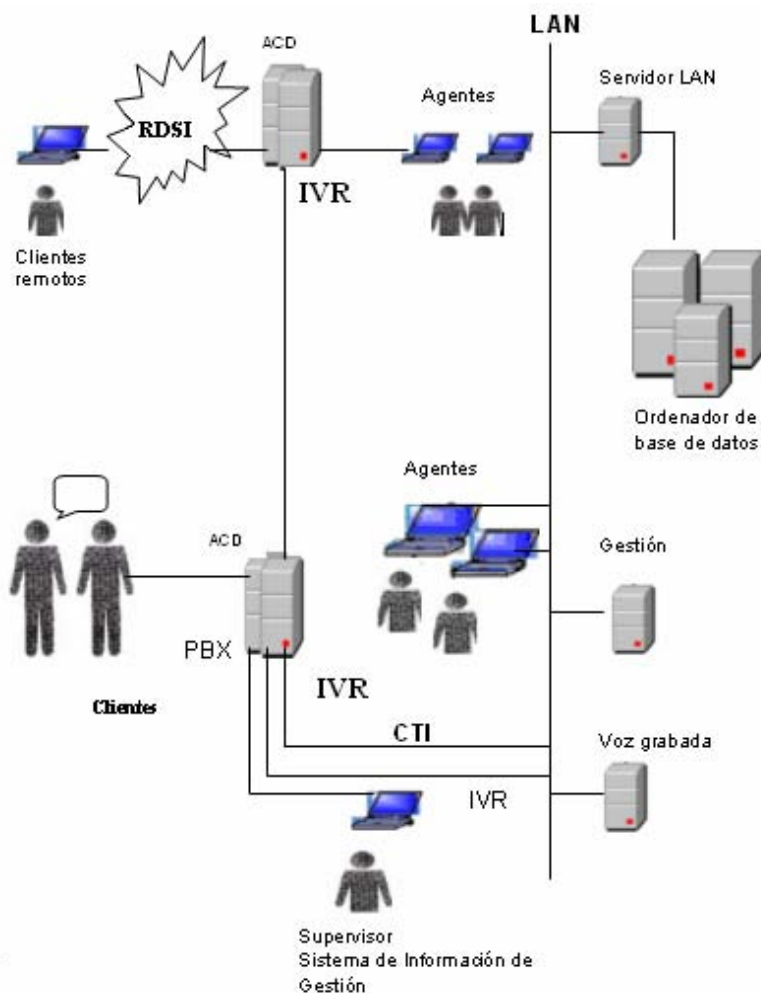 LAN
ACD
Servidor LAN
Agentes
RDSI
IVR
Clientes
remotos
Ordenador de
base de datos
Agentes
ACD
Gestión
PBX
IVR
Clientes
CTI
Voz grabada
IVR
Supervisor
Sistema de Información de
Gestión